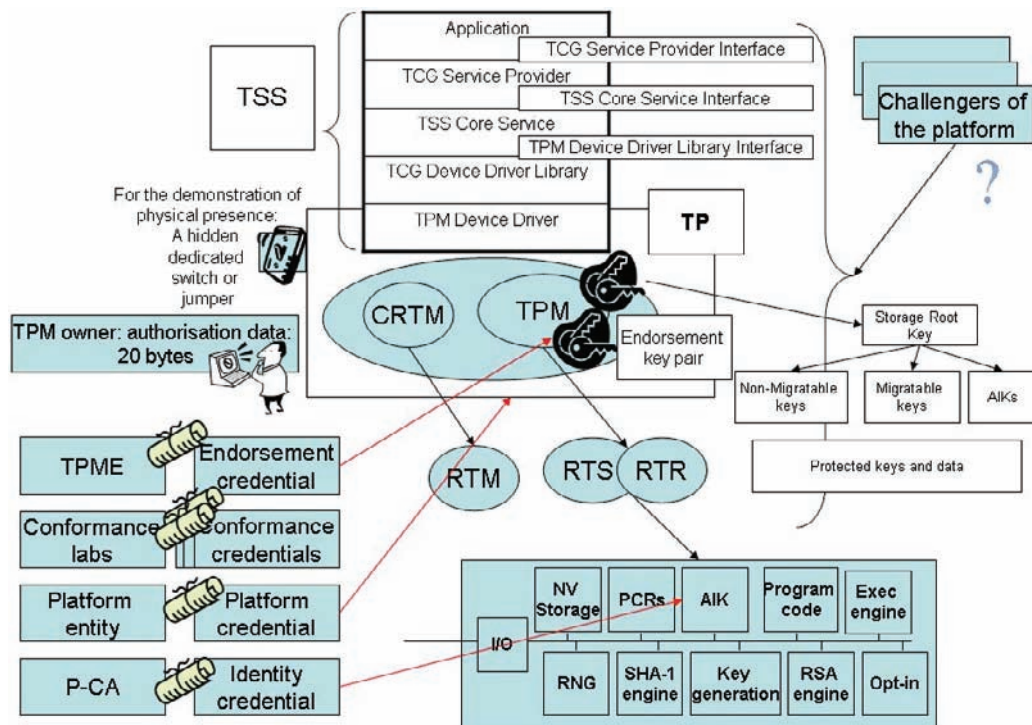 Application
TCG Service Provider Interface
TSS
TCG Service Provider
TSS Core Service Interface
TSS Core Service
TPM Device Driver Library Interface
TCG Device Driver Library
TPM Device Driver
Challengers of
the platform
?
For the demonstration of
physical presence:
A hidden
dedicated
switch or
jumper
TP
CRTM
TPM
Endorsement
key pair
TPM owner: authorisation data:
20 bytes
Storage Root
Key
Non-Migratable
keys
Migratable
keys
AIKs
Protected keys and data
RTM
RTS
RTR
TPME
Endorsement
credential
Conformance
labs
Conformance
credentials
Platform
entity
Platform
credential
P-CA
Identity
credential
I/O
NV
Storage
PCRs
AIK
Program
code
Exec
engine
RNG
SHA-1
engine
Key
generation
RSA
engine
Opt-in